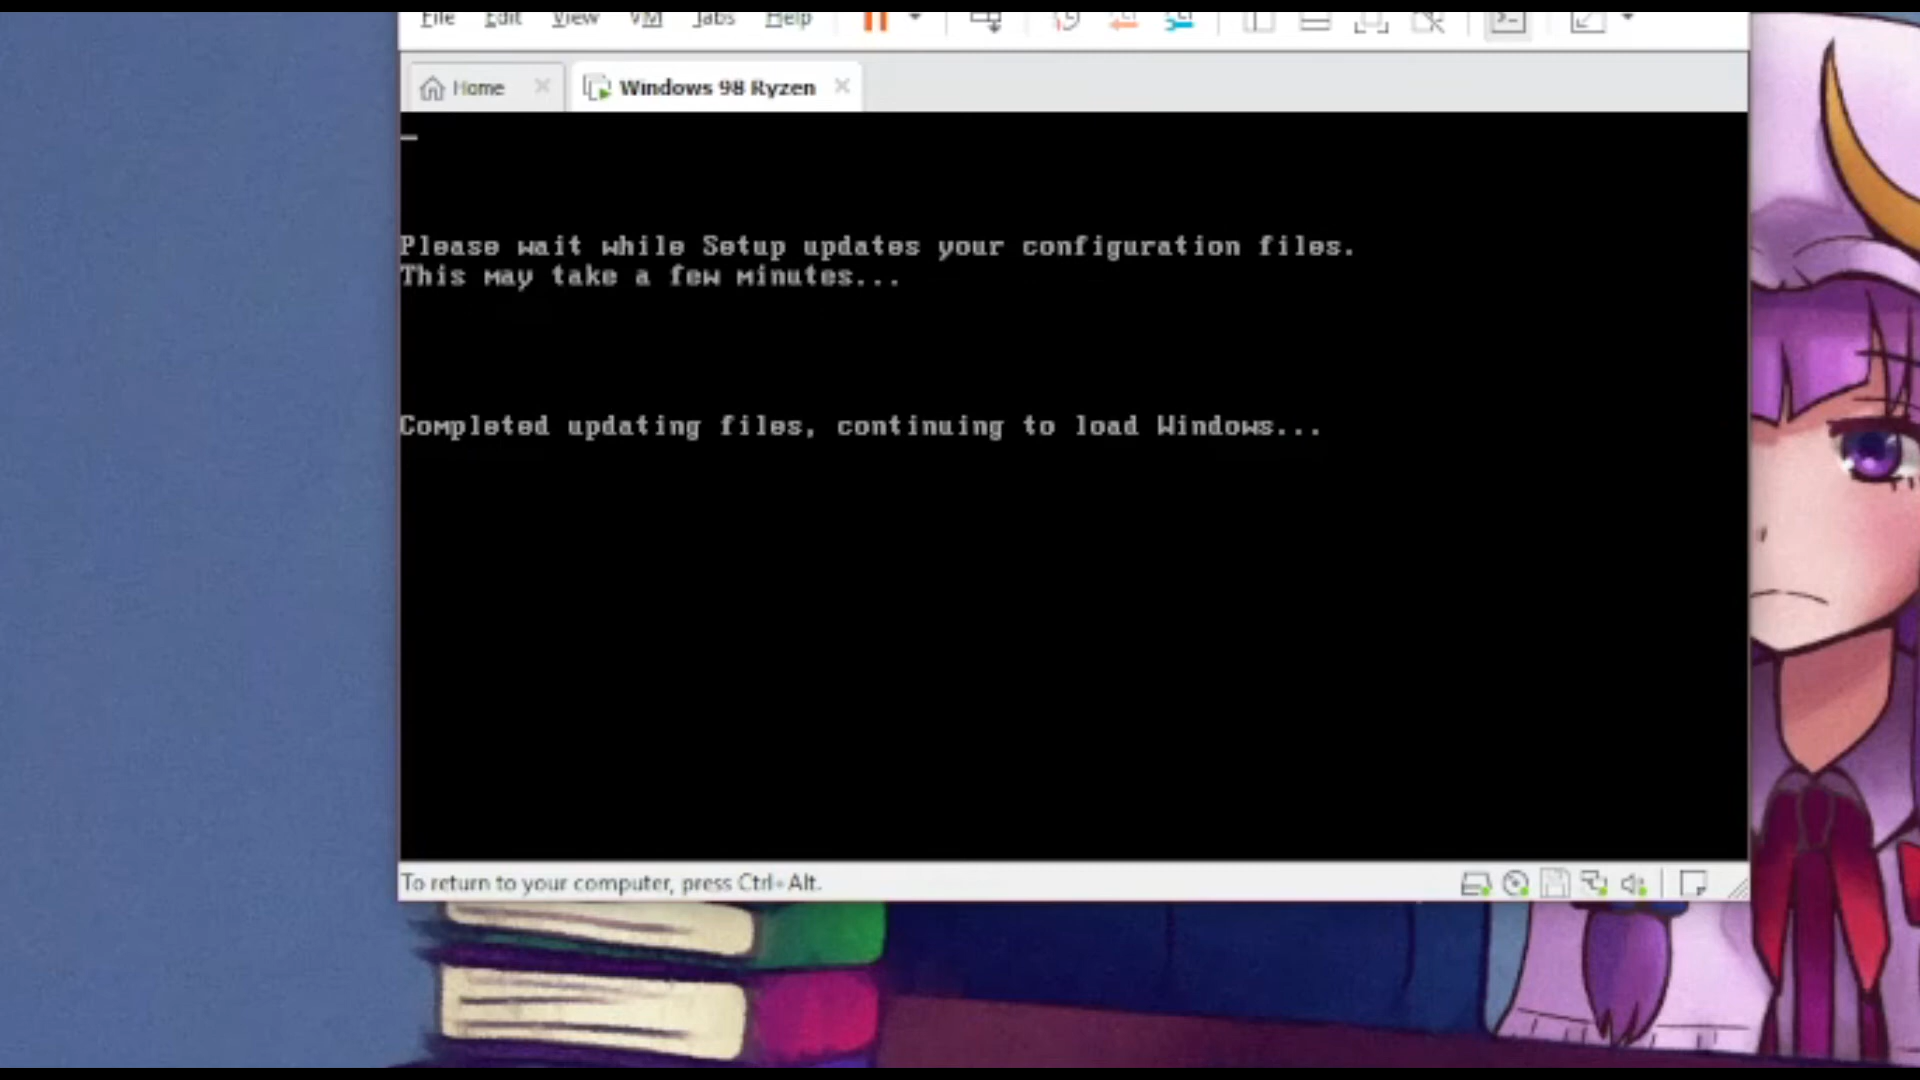 File Edit View VM Tabs Help
Home
Windows 98 Ryzen
Please wait while Setup updates your configuration files.
This may take a few minutes...
Completed updating files, continuing to load Windows...
To return to your computer, press Ctrl+Alt.